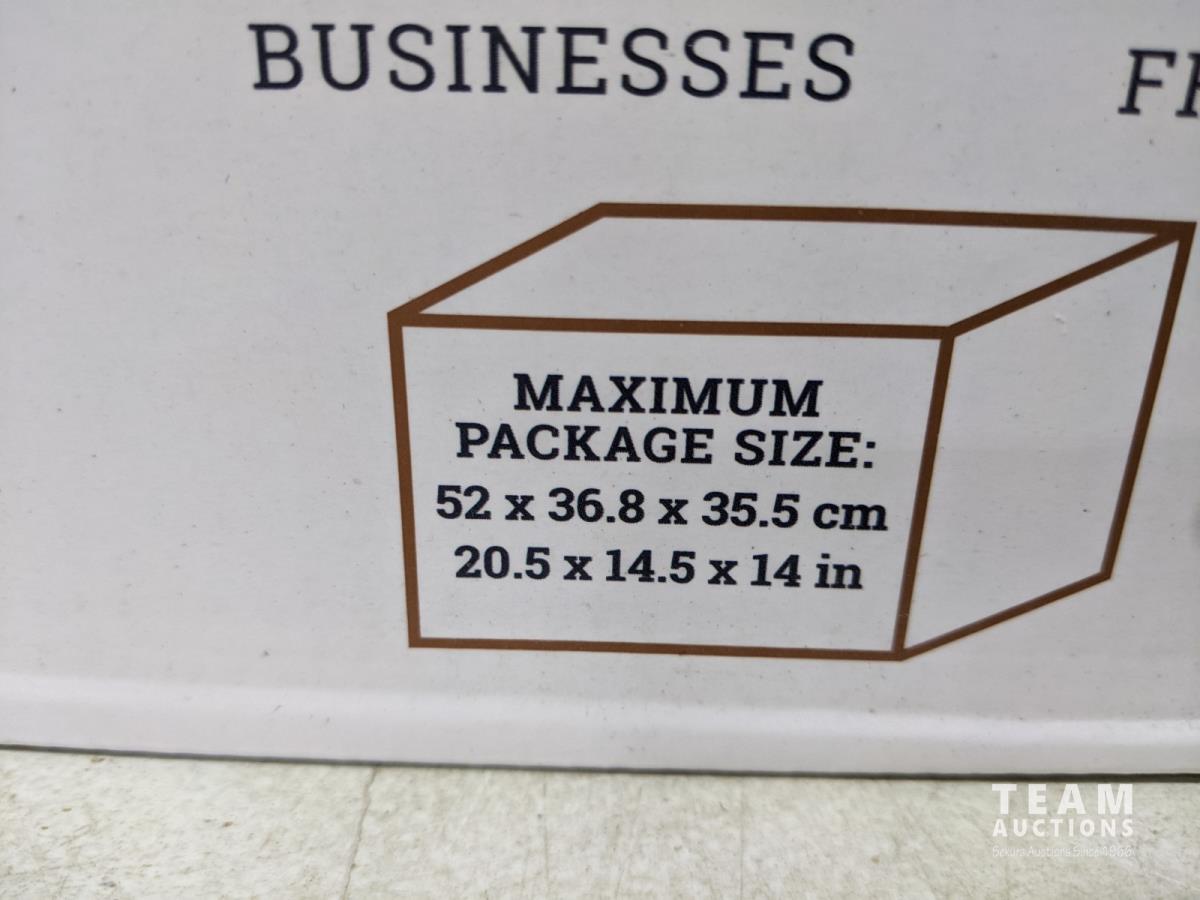 BUSINESSES
MAXIMUM
PACKAGE SIZE:
52 x 36.8 x 35.5 cm
20.5 x 14.5 x 14 in
TEAM
AUCTIONS